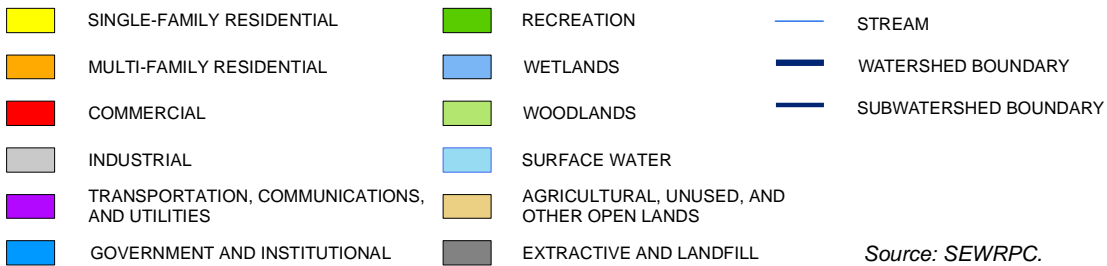 SINGLE-FAMILY RESIDENTIAL
MULTI-FAMILY RESIDENTIAL
COMMERCIAL
INDUSTRIAL
TRANSPORTATION, COMMUNICATIONS,
AND UTILITIES
GOVERNMENT AND INSTITUTIONAL
RECREATION
WETLANDS
WOODLANDS
SURFACE WATER
AGRICULTURAL, UNUSED, AND
OTHER OPEN LANDS
EXTRACTIVE AND LANDFILL
STREAM
WATERSHED BOUNDARY
SUBWATERSHED BOUNDARY
Source: SEWRPC.